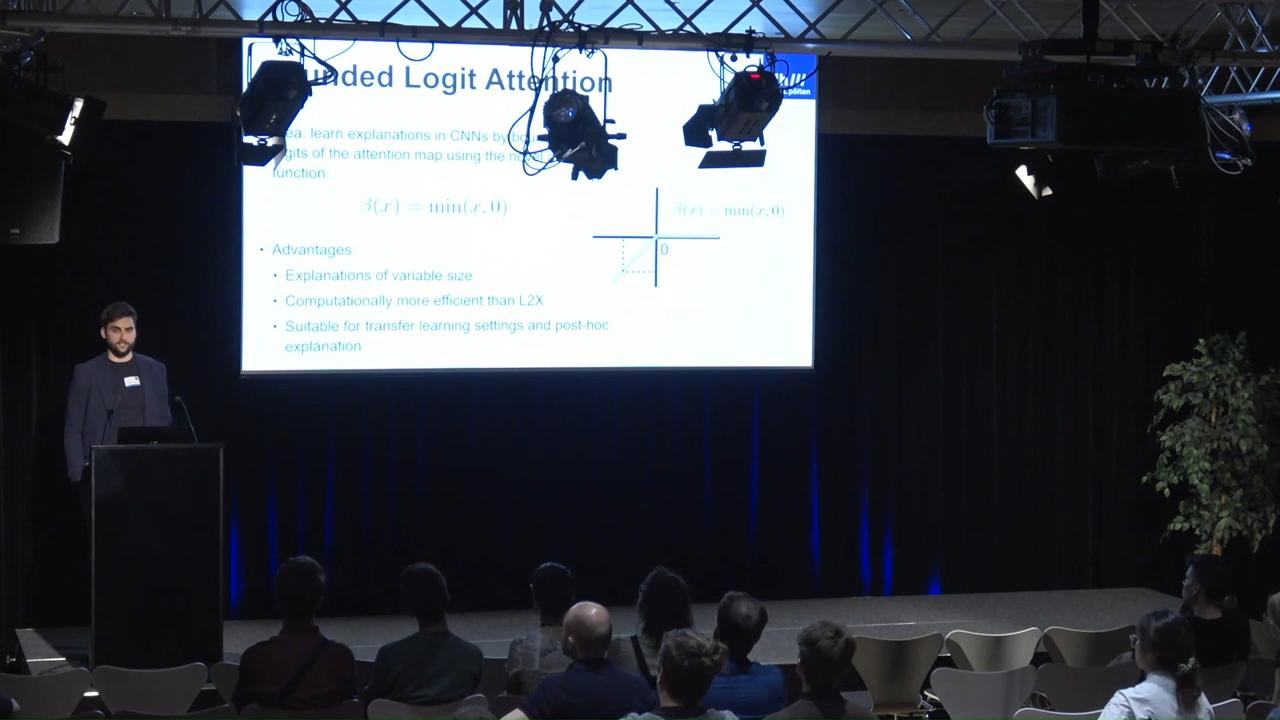 unded Logit Attention
ea: learn explanations in CNNs by
gits of the attention map using the
function
β(x) = min(x, 0)
β(x) = min(x, 0)
0
• Advantages:
• Explanations of variable size
• Computationally more efficient than L2X
• Suitable for transfer learning settings and post-hoc
explanation
pölten